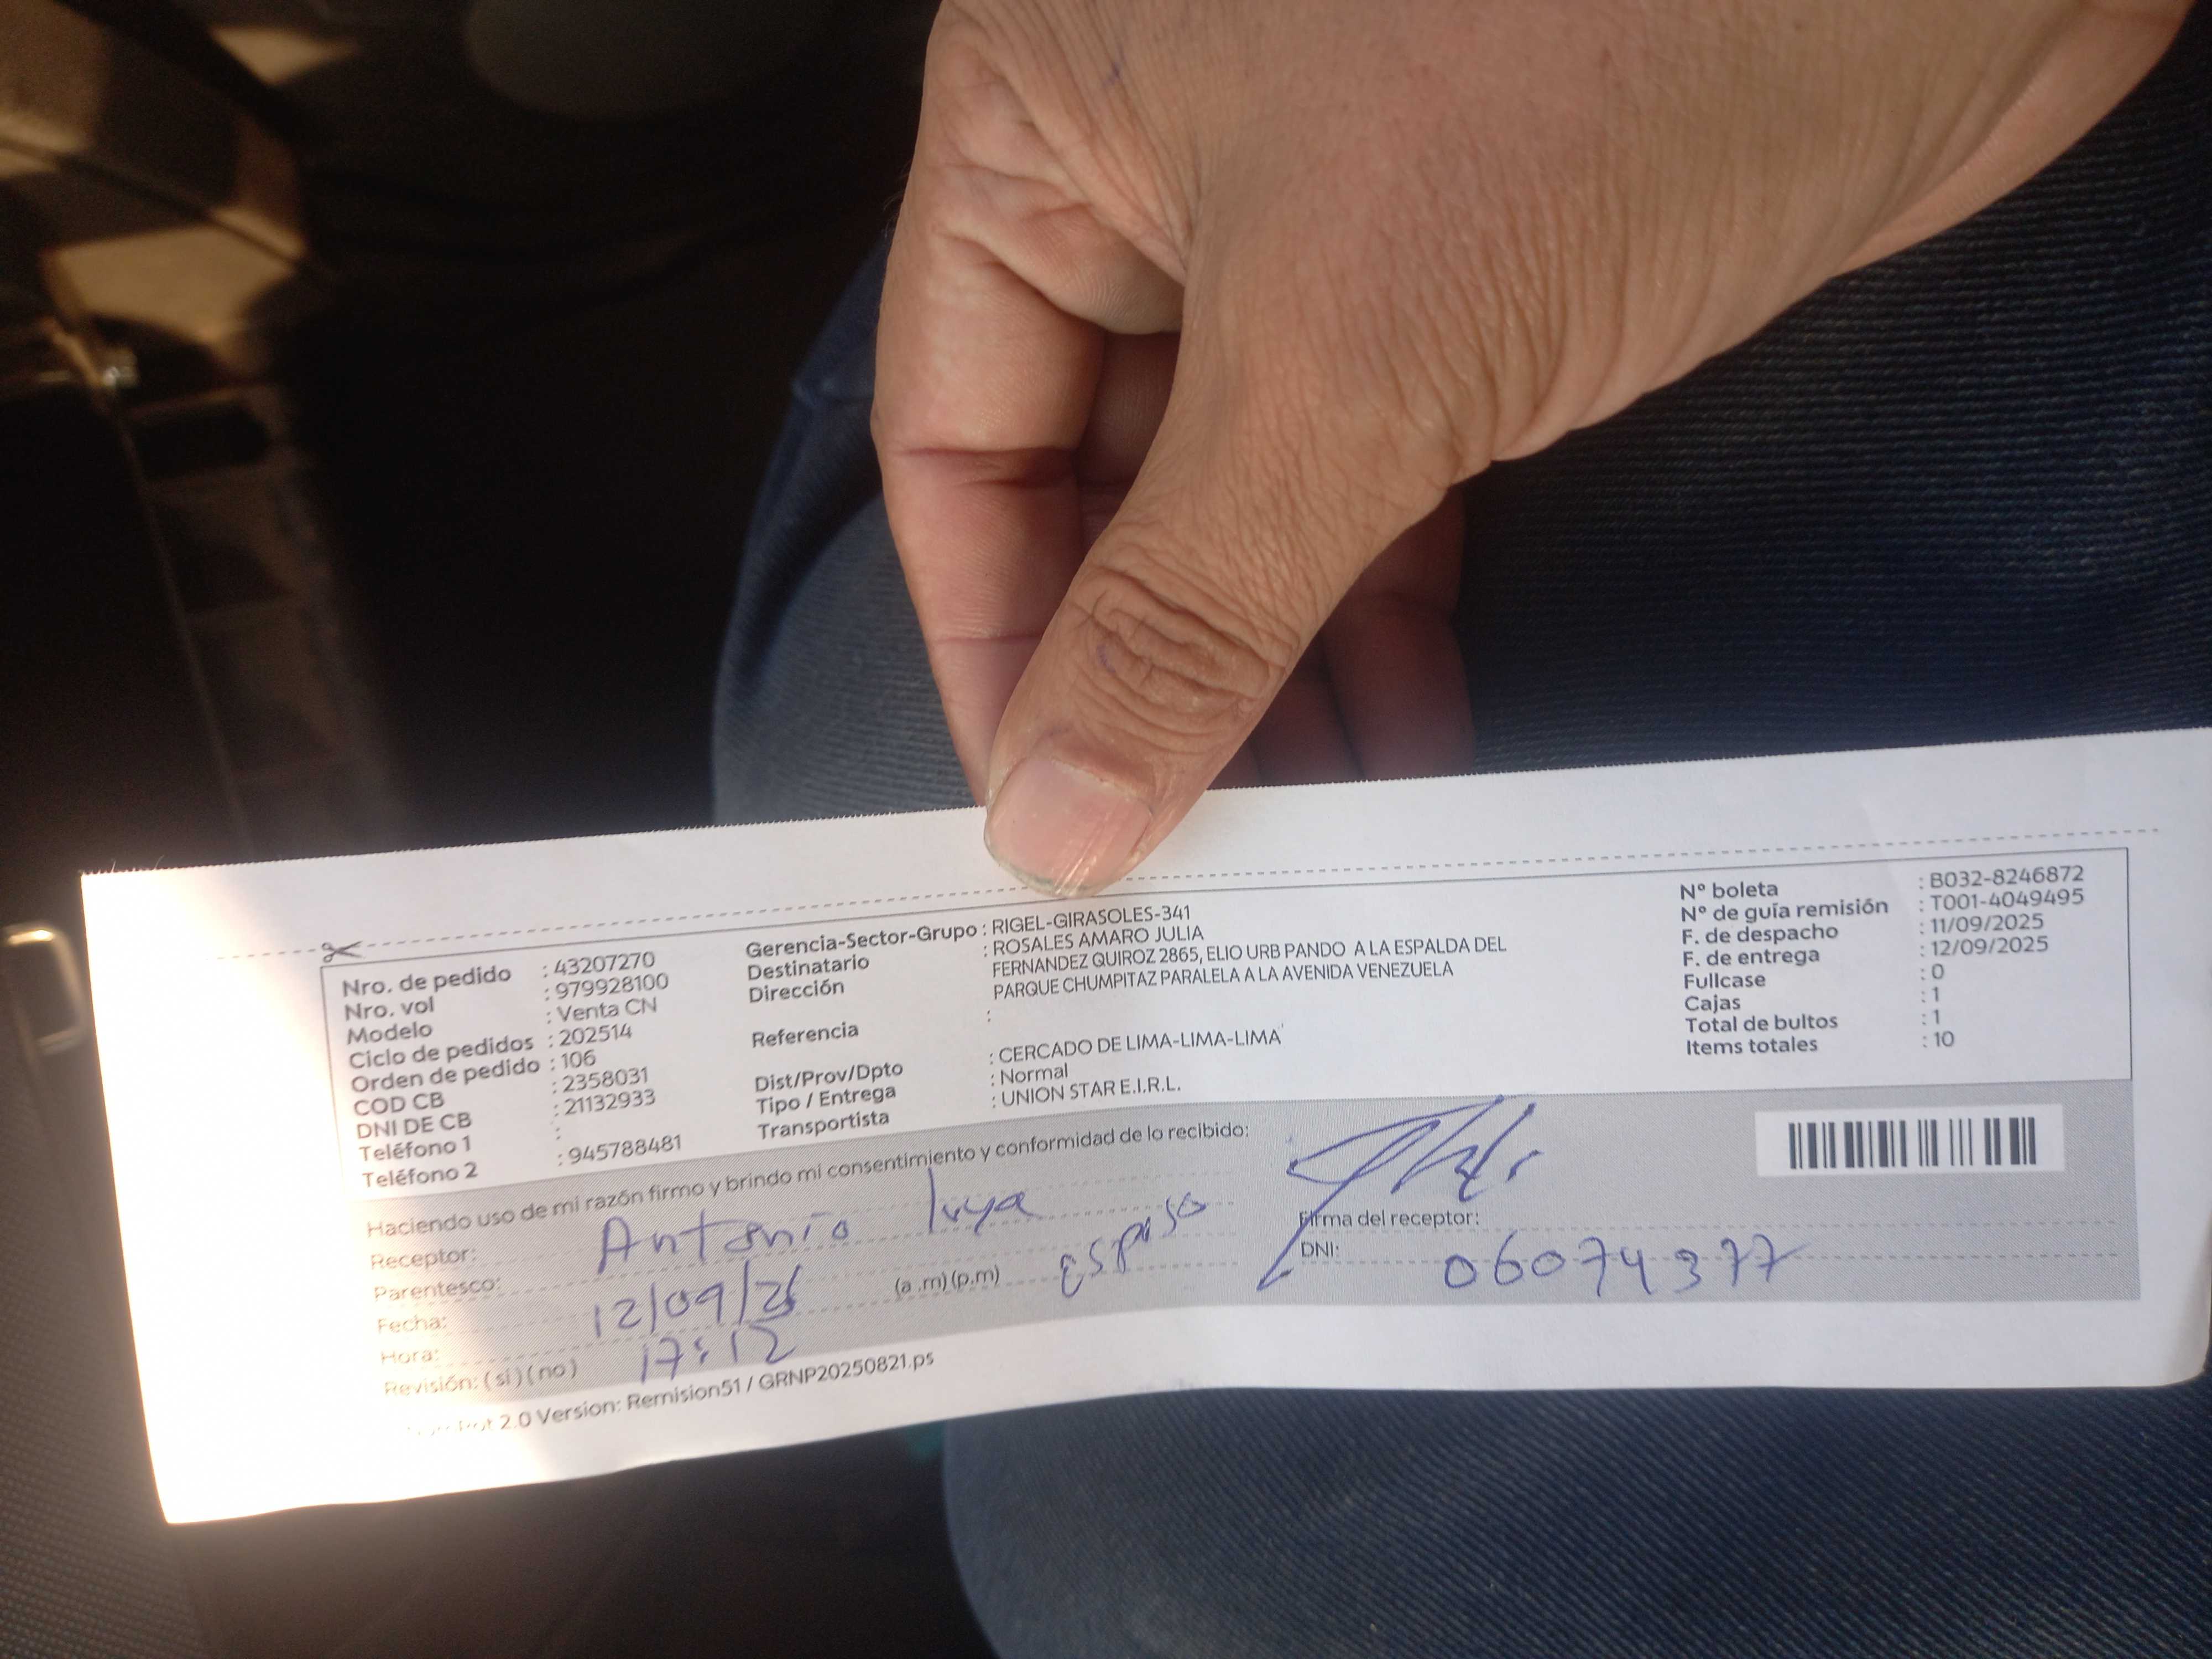 Nro. de pedido : 43207270
Nro. vol : 979928100
Modelo : Venta CN
Ciclo de pedidos : 202514
Orden de pedido : 106
COD CB : 2358031
DNI DE CB : 21132933
Teléfono 1 :
Teléfono 2 : 945788481
Gerencia-Sector-Grupo : RIGEL-GIRASOLES-341
Destinatario : ROSALES AMARO JULIA
Dirección FERNANDEZ QUIROZ 2865, ELIO URB PANDO A LA ESPALDA DEL
PARQUE CHUMPITAZ PARALELA A LA AVENIDA VENEZUELA
Referencia :
Dist/Prov/Dpto : CERCADO DE LIMA-LIMA-LIMA
Tipo / Entrega : Normal
Transportista : UNION STAR E.I.R.L.
N° boleta : B032-8246872
N° de guía remisión : T001-4049495
F. de despacho : 11/09/2025
F. de entrega : 12/09/2025
Fullcase : 0
Cajas : 1
Total de bultos : 1
Items totales : 10
Haciendo uso de mi razón firmo y brindo mi consentimiento y conformidad de lo recibido:
Receptor: Antonio
Parentesco: esposo
Fecha: 12/09/
Hora: 17:12 (a .m) (p.m)
Revisión: ( si ) ( no )
Firma del receptor:
DNI: 06074377
2.0 Version: Remision51 / GRNP20250821.ps